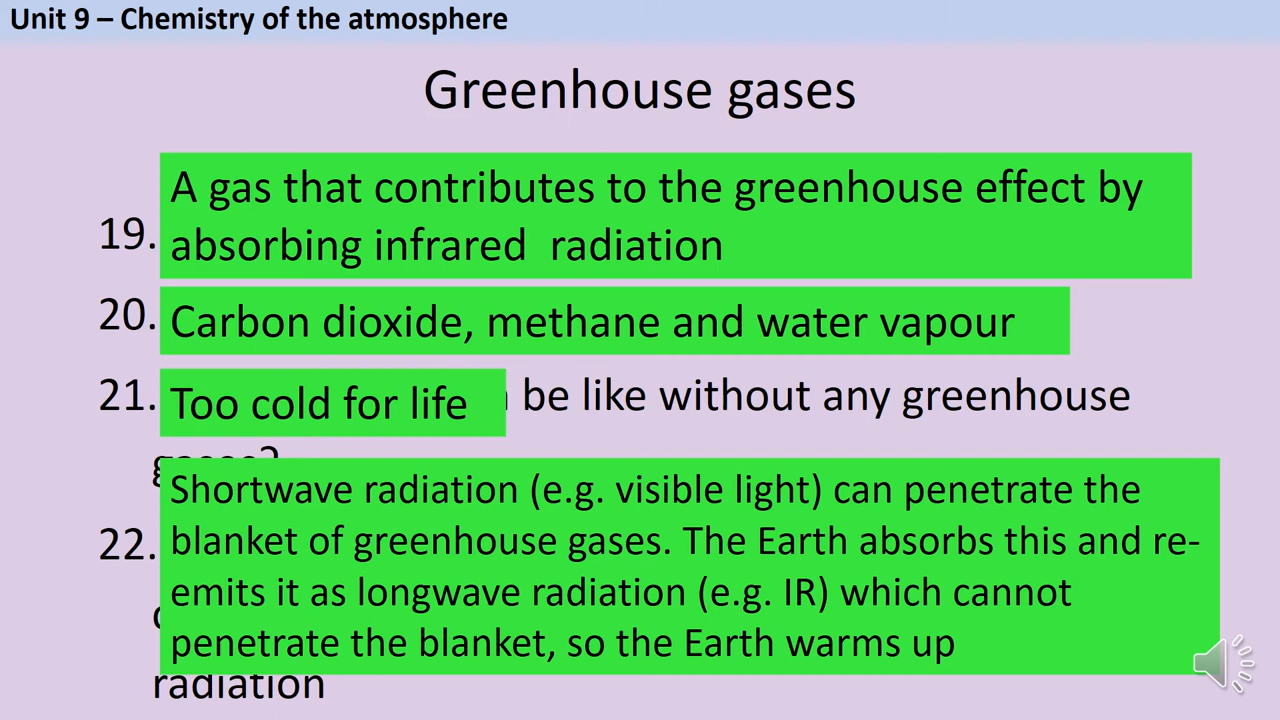 Unit 9 – Chemistry of the atmosphere
Greenhouse gases
19. A gas that contributes to the greenhouse effect by
absorbing infrared radiation
20. Carbon dioxide, methane and water vapour
21. Too cold for life be like without any greenhouse
22. Shortwave radiation (e.g. visible light) can penetrate the
blanket of greenhouse gases. The Earth absorbs this and re-
emits it as longwave radiation (e.g. IR) which cannot
penetrate the blanket, so the Earth warms up
radiation